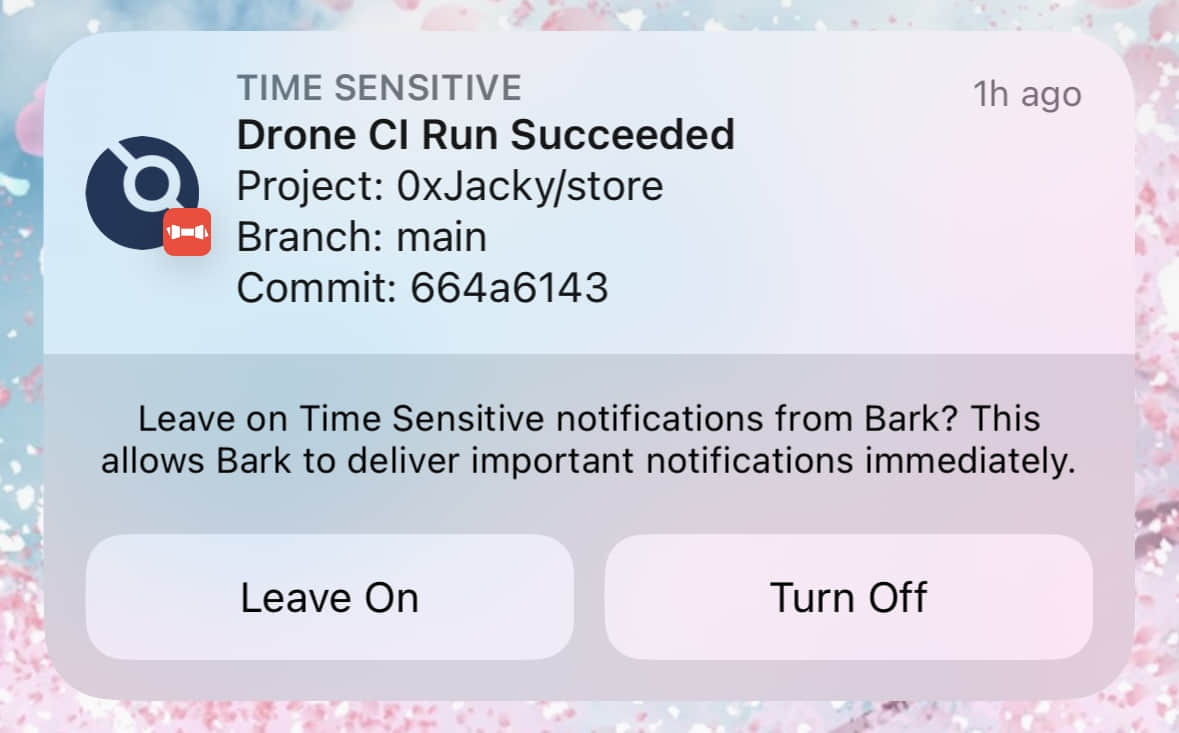 TIME SENSITIVE
1h ago
Drone CI Run Succeeded
Project: 0xJacky/store
Branch: main
Commit: 664a6143
Leave on Time Sensitive notifications from Bark? This
allows Bark to deliver important notifications immediately.
Leave On
Turn Off